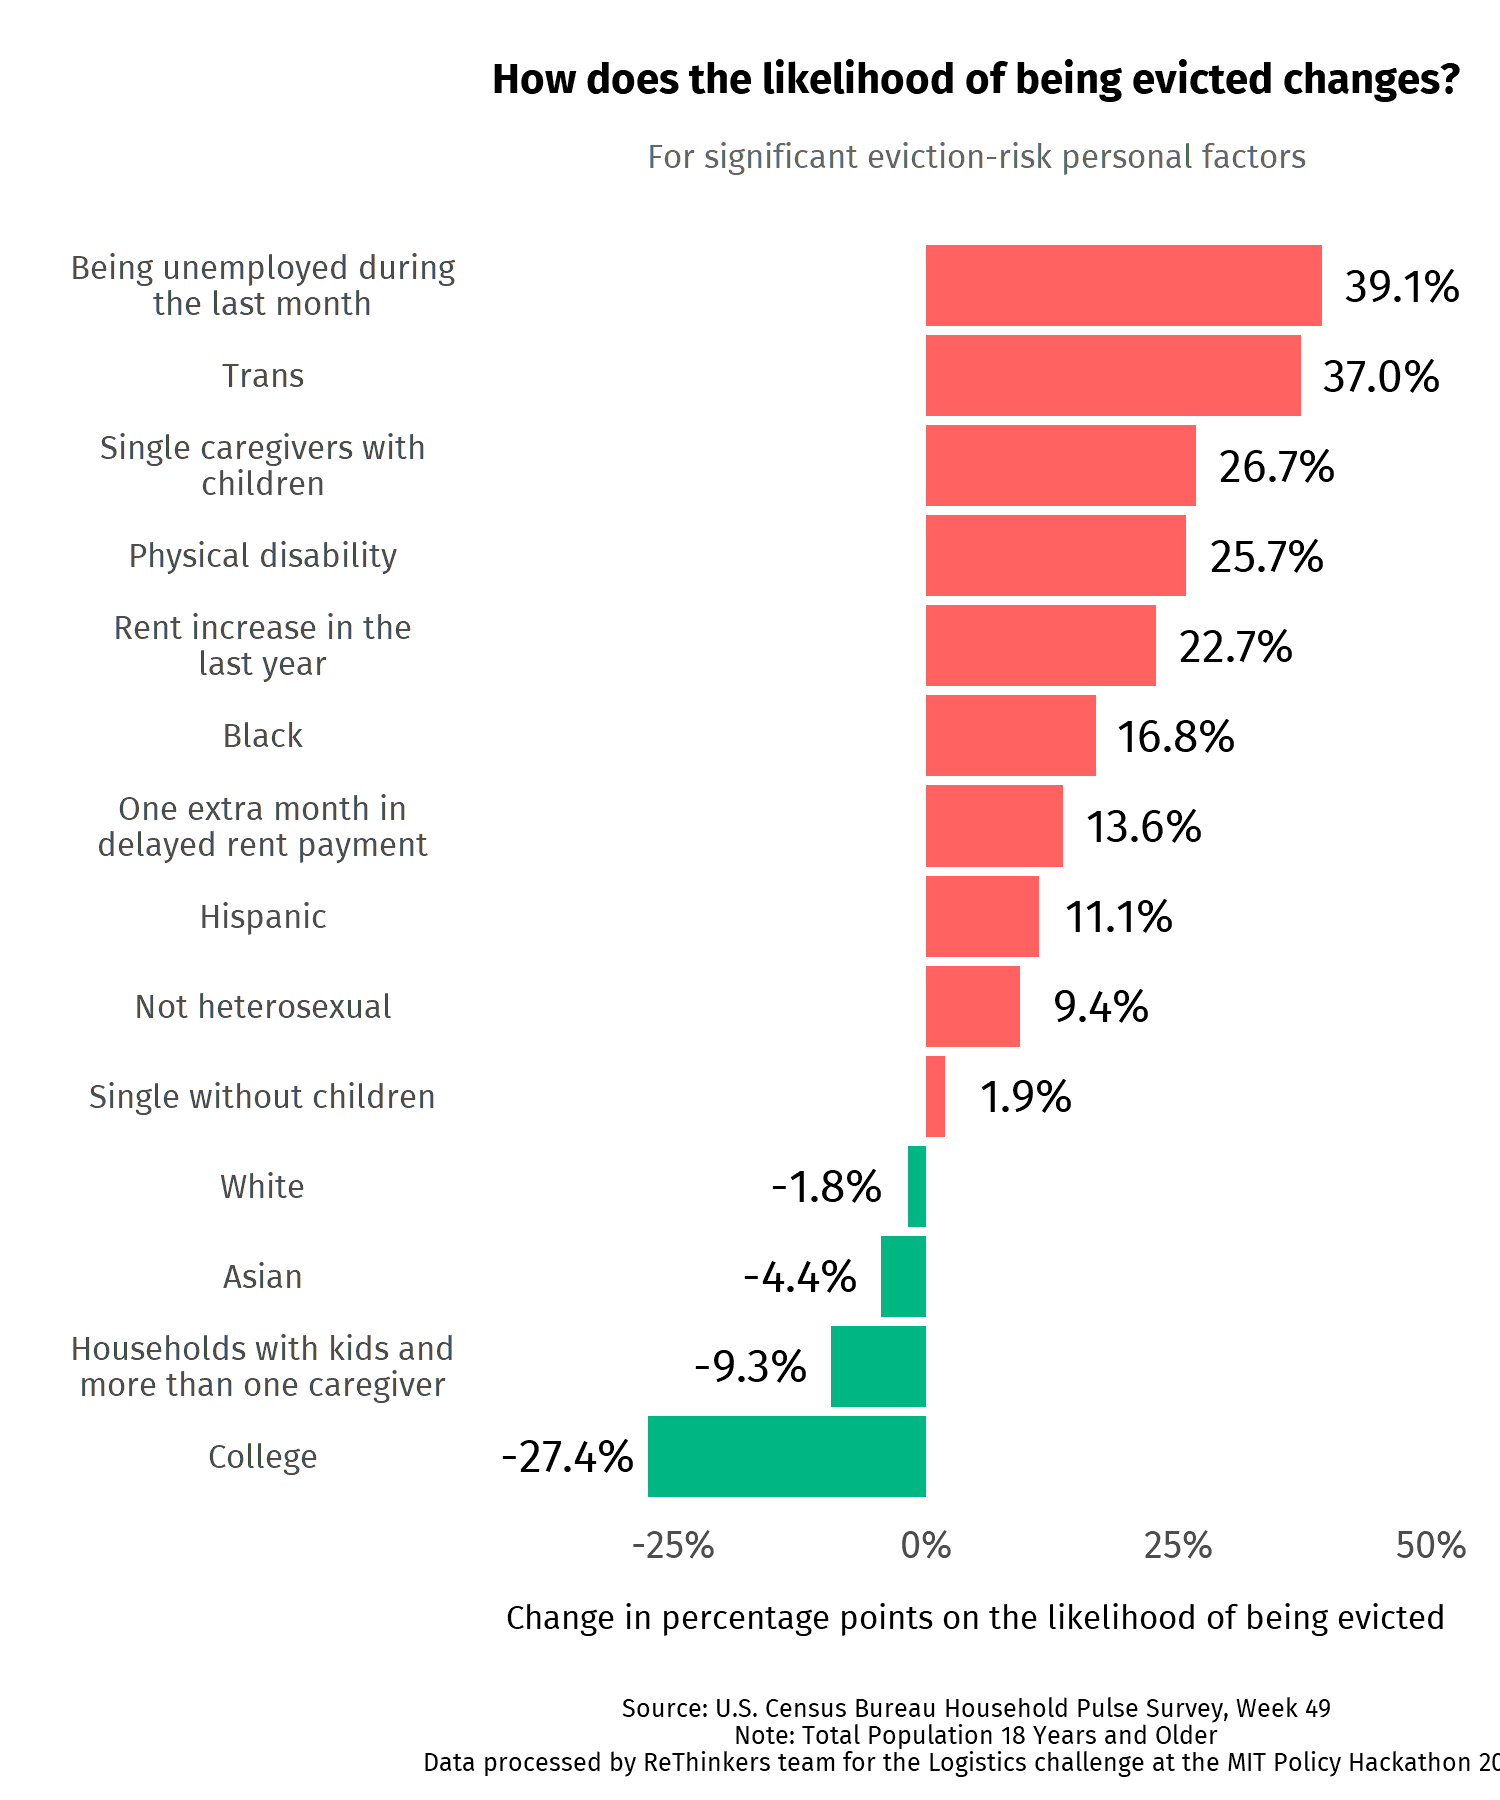 How does the likelihood of being evicted changes?
For significant eviction-risk personal factors
Being unemployed during
the last month
39.1%
Trans
37.0%
Single caregivers with
children
26.7%
Physical disability
25.7%
Rent increase in the
last year
22.7%
Black
16.8%
One extra month in
delayed rent payment
13.6%
Hispanic
11.1%
Not heterosexual
9.4%
Single without children
1.9%
White
-1.8%
Asian
-4.4%
Households with kids and
more than one caregiver
-9.3%
College
-27.4%
-25% 0% 25% 50%
Change in percentage points on the likelihood of being evicted
Source: U.S. Census Bureau Household Pulse Survey, Week 49
Note: Total Population 18 Years and Older
Data processed by ReThinkers team for the Logistics challenge at the MIT Policy Hackathon